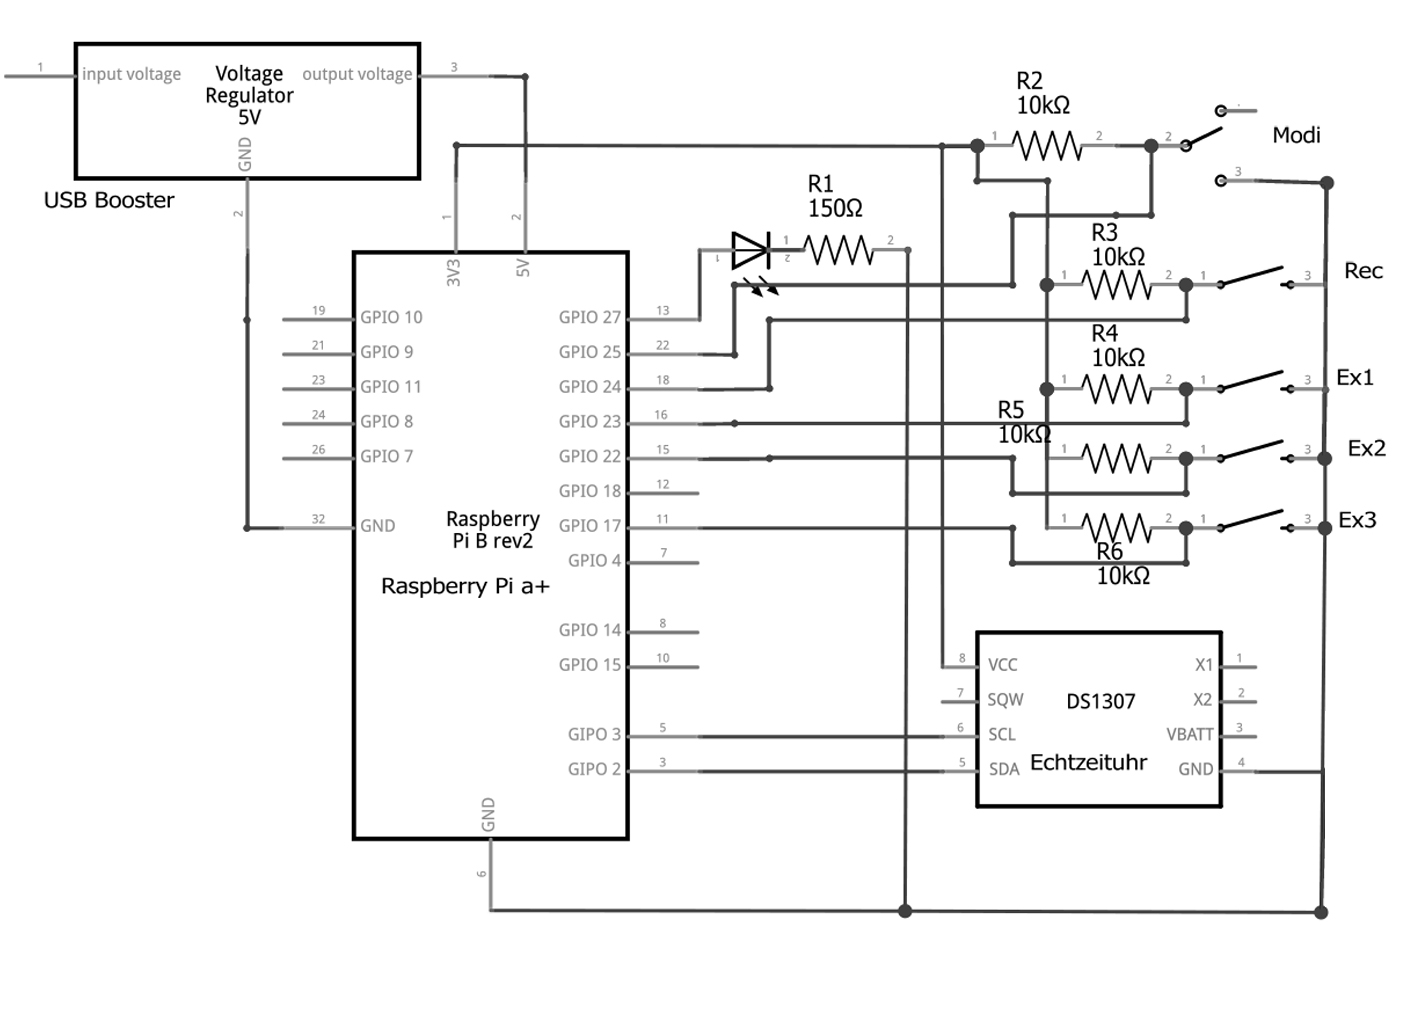 1 input voltage Voltage output voltage 3
Regulator
5V
GND
USB Booster
2
R2
10kΩ
1 2 2
Modi
3
R1
150Ω
1 2 1 2 2
1 2
3V3 5V
R3
10kΩ
1 2 1 3
Rec
19 GPIO 10 GPIO 27 13
21 GPIO 9 GPIO 25 22
R4
10kΩ
23 GPIO 11 GPIO 24 18 1 2 1 3 Ex1
24 GPIO 8 GPIO 23 16
R5
10kΩ
26 GPIO 7 GPIO 22 15 1 2 1 3 Ex2
GPIO 18 12
32 GND GPIO 17 11 1 2 1 3 Ex3
Raspberry
Pi B rev2
R6
10kΩ
GPIO 4 7
Raspberry Pi a+
GPIO 14 8
GPIO 15 10
8 VCC X1 1
7 SQW DS1307 X2 2
GIPO 3 5 6 SCL VBATT 3
GIPO 2 3 5 SDA Echtzeituhr GND 4
GND
6